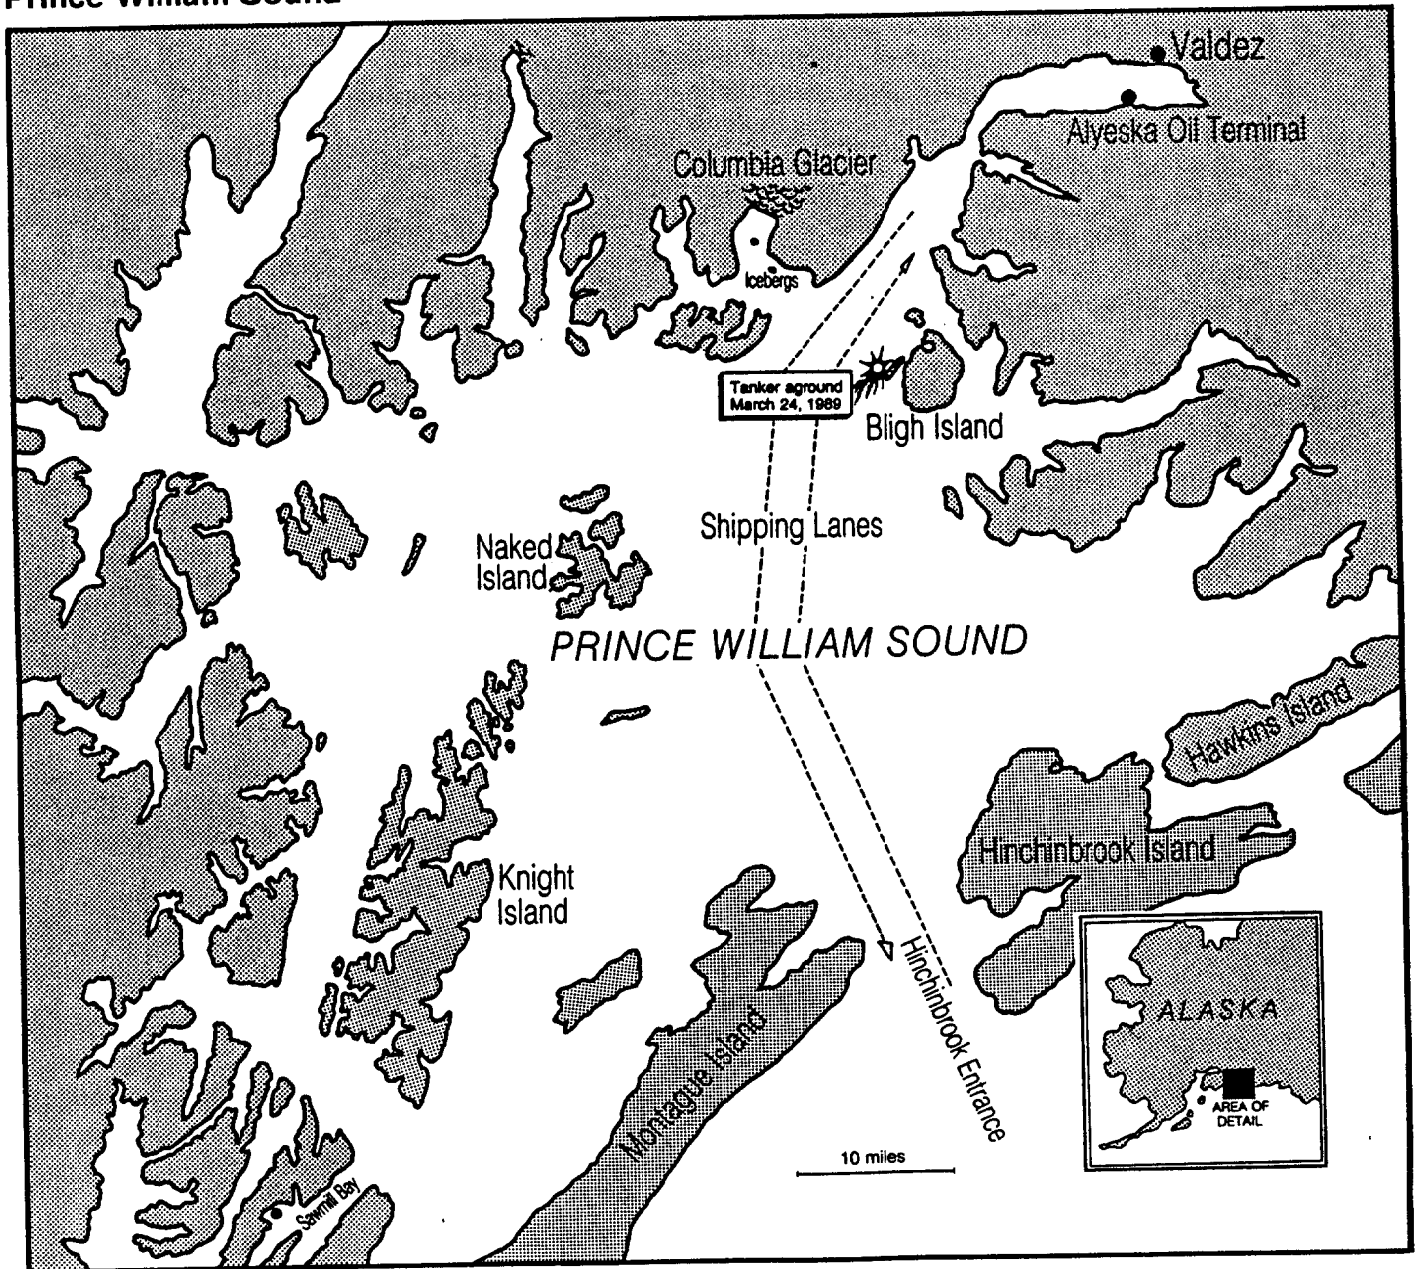 Prince William Sound
Valdez
Alyeska Oil Terminal
Columbia Glacier
Icebergs
Tanker aground
March 24, 1989
Bligh Island
Shipping Lanes
Naked
Island
PRINCE WILLIAM SOUND
Hawkins Island
Hinchinbrook Island
Knight
Island
Montague Island
Hinchinbrook Entrance
ALASKA
AREA OF
DETAIL
10 miles
Sawmill Bay